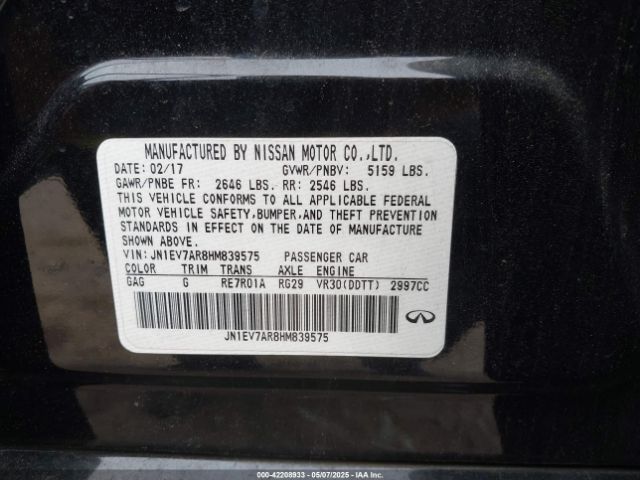 MANUFACTURED BY NISSAN MOTOR CO.,LTD.
DATE: 02/17 GVWR/PNBV: 5159 LBS.
GAWR/PNBE FR: 2646 LBS. RR: 2546 LBS.
THIS VEHICLE CONFORMS TO ALL APPLICABLE FEDERAL
MOTOR VEHICLE SAFETY,BUMPER,AND THEFT PREVENTION
STANDARDS IN EFFECT ON THE DATE OF MANUFACTURE
SHOWN ABOVE.
VIN: JN1EV7AR8HM839575 PASSENGER CAR
COLOR TRIM TRANS AXLE ENGINE
GAG G RE7R01A RG29 VR30(DDTT) 2997CC
JN1EV7AR8HM839575
000-42208933 - 05/07/2025 - IAA Inc.